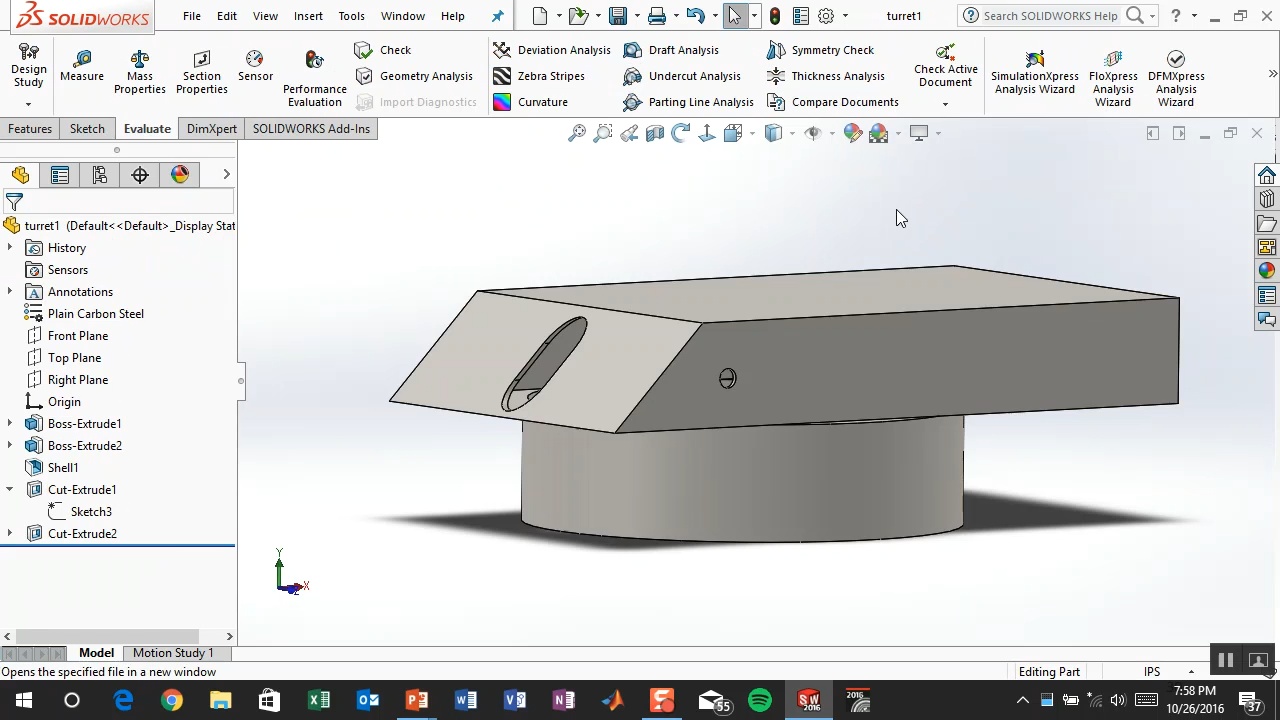 SOLIDWORKS File Edit View Insert Tools Window Help turret1 Search SOLIDWORKS Help ?
Design Study
Measure
Mass Properties
Section Properties
Sensor
Performance Evaluation
Check
Geometry Analysis
Import Diagnostics
Deviation Analysis
Zebra Stripes
Curvature
Draft Analysis
Undercut Analysis
Parting Line Analysis
Symmetry Check
Thickness Analysis
Compare Documents
Check Active Document
SimulationXpress Analysis Wizard
FloXpress Analysis Wizard
DFMXpress Analysis Wizard
Features Sketch Evaluate DimXpert SOLIDWORKS Add-Ins
turret1 (Default<<Default>_Display Stat
History
Sensors
Annotations
Plain Carbon Steel
Front Plane
Top Plane
Right Plane
Origin
Boss-Extrude1
Boss-Extrude2
Shell1
Cut-Extrude1
Sketch3
Cut-Extrude2
Y
X
Z
Model Motion Study 1
Opens the specified file in a new window Editing Part IPS
55
SW 2016
2016
7:58 PM
10/26/2016
37